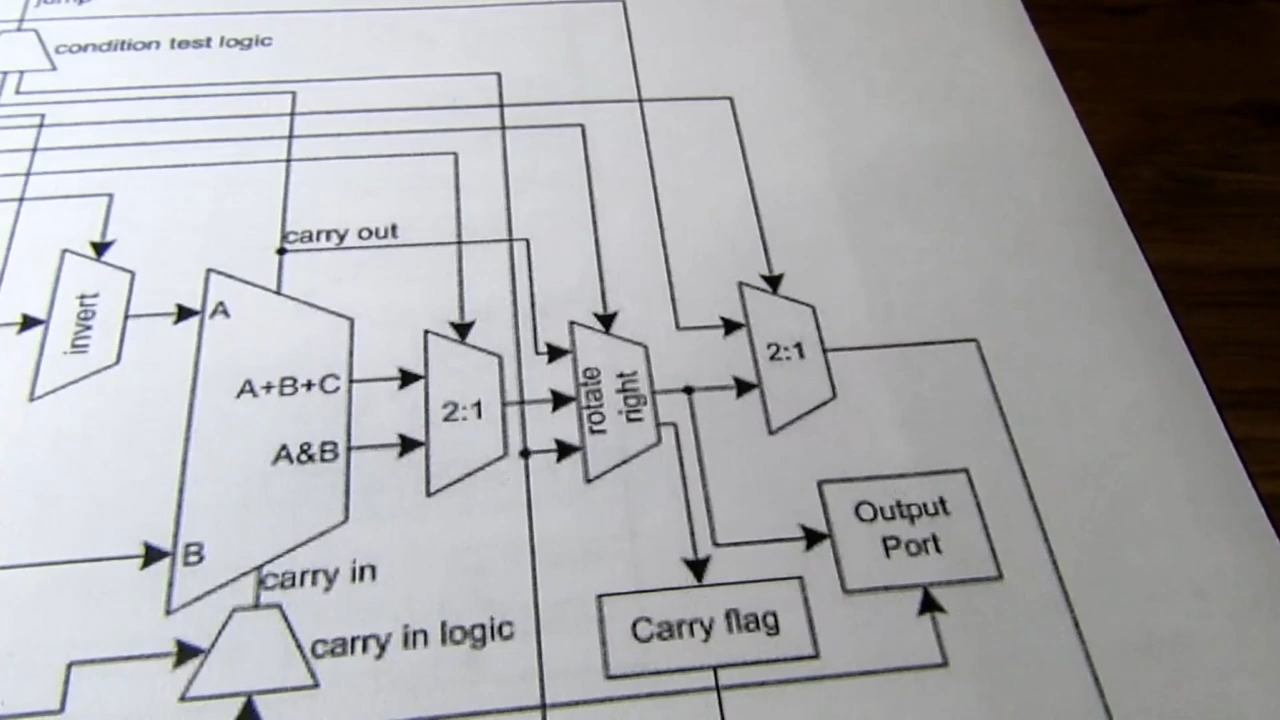 jump
condition test logic
carry out
invert
A
A+B+C
A&B
B
2:1
rotate
right
2:1
Output
Port
carry in
carry in logic
Carry flag